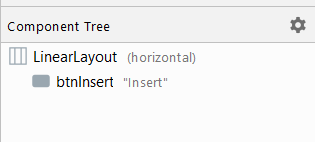 Component Tree
LinearLayout (horizontal)
btnInsert "Insert"